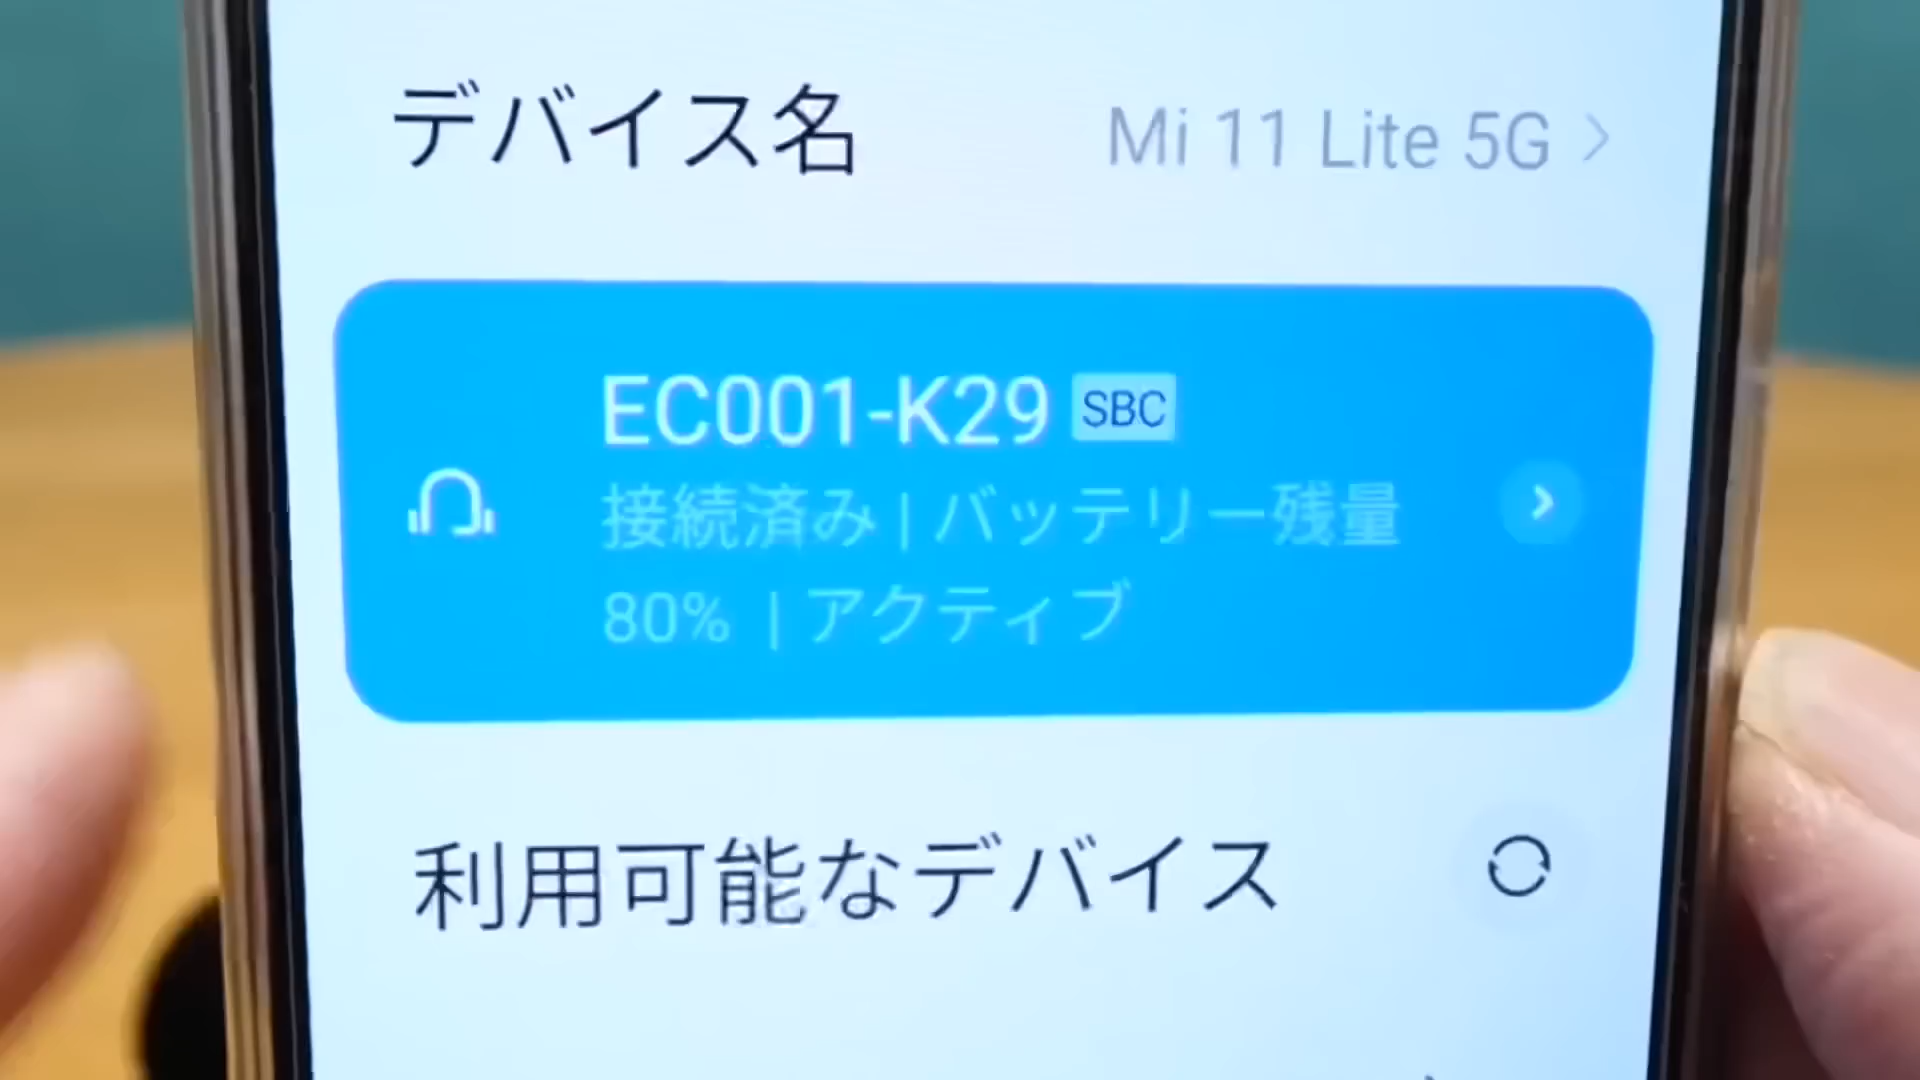 デバイス名
Mi 11 Lite 5G
EC001-K29 SBC
接続済み | バッテリー残量
80% | アクティブ
利用可能なデバイス